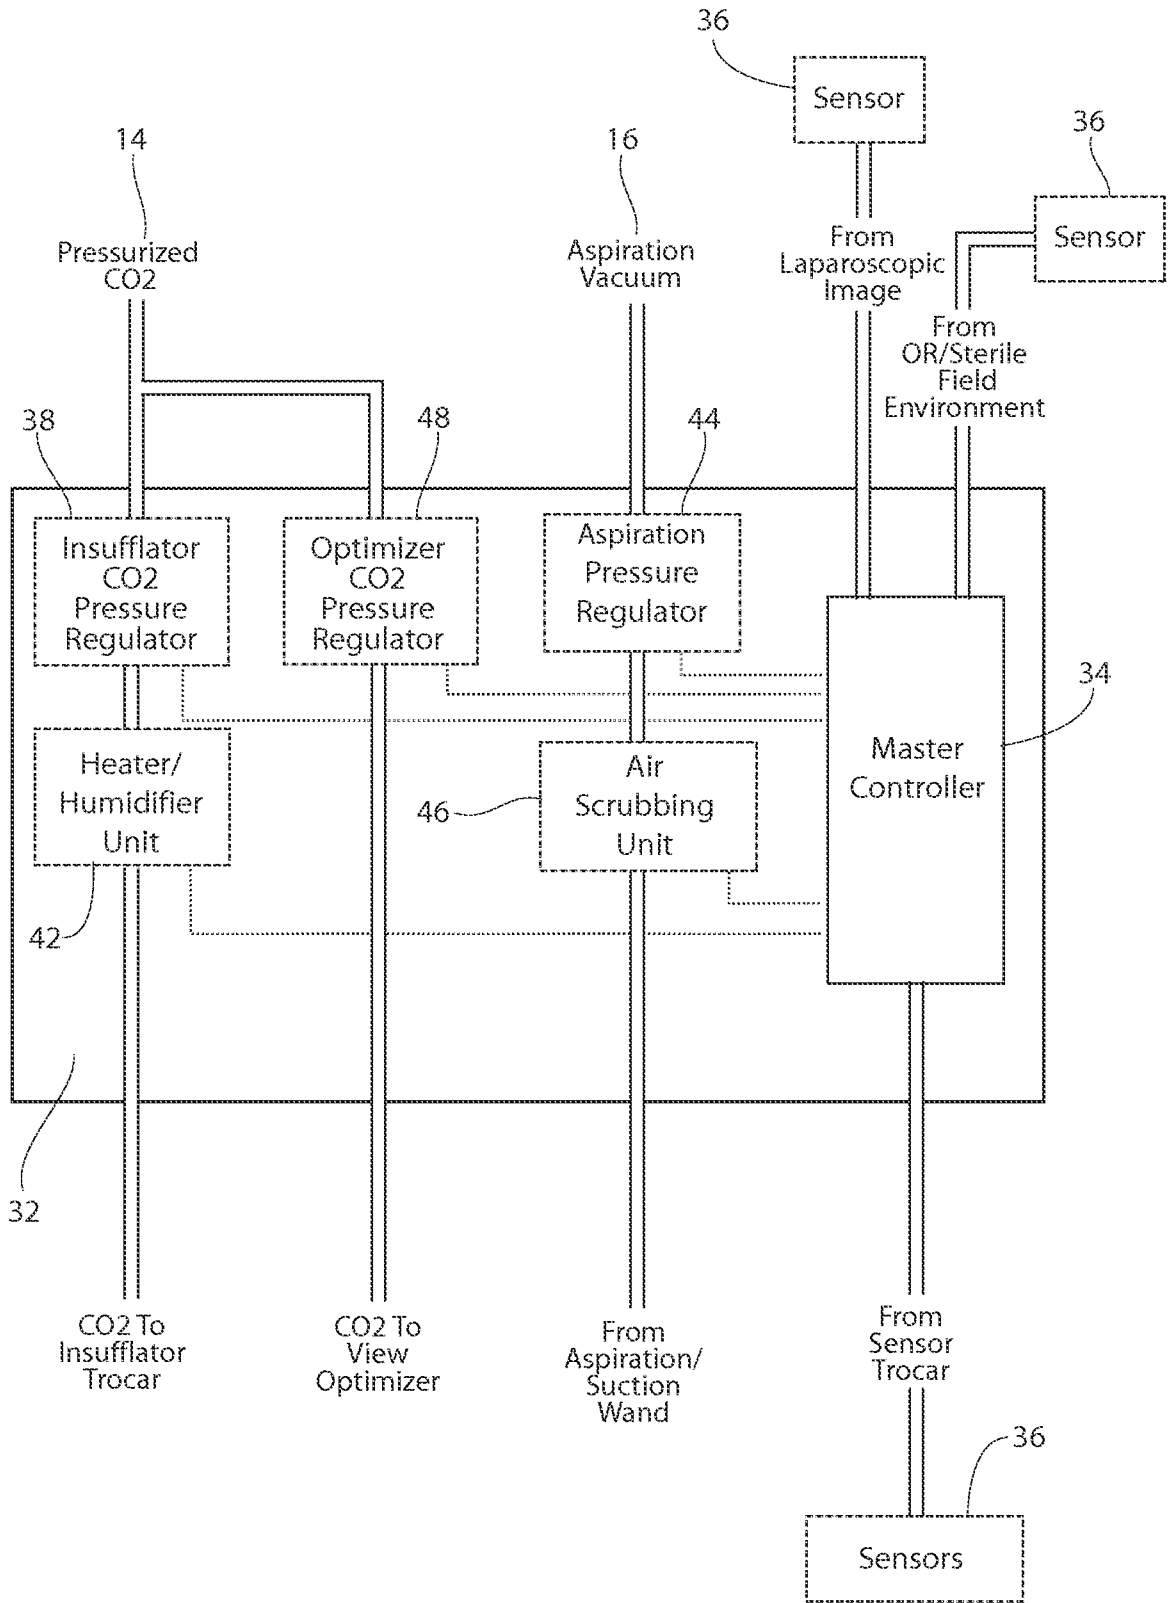 36
Sensor
36
Sensor
14
16
Pressurized
CO2
Aspiration
Vacuum
From
Laparoscopic
Image
From
OR/Sterile
Field
Environment
38
48
44
Insufflator
CO2
Pressure
Regulator
Optimizer
CO2
Pressure
Regulator
Aspiration
Pressure
Regulator
34
Master
Controller
Heater/
Humidifier
Unit
Air
Scrubbing
Unit
46
42
32
CO2 To
Insufflator
Trocar
CO2 To
View
Optimizer
From
Aspiration/
Suction
Wand
From
Sensor
Trocar
36
Sensors